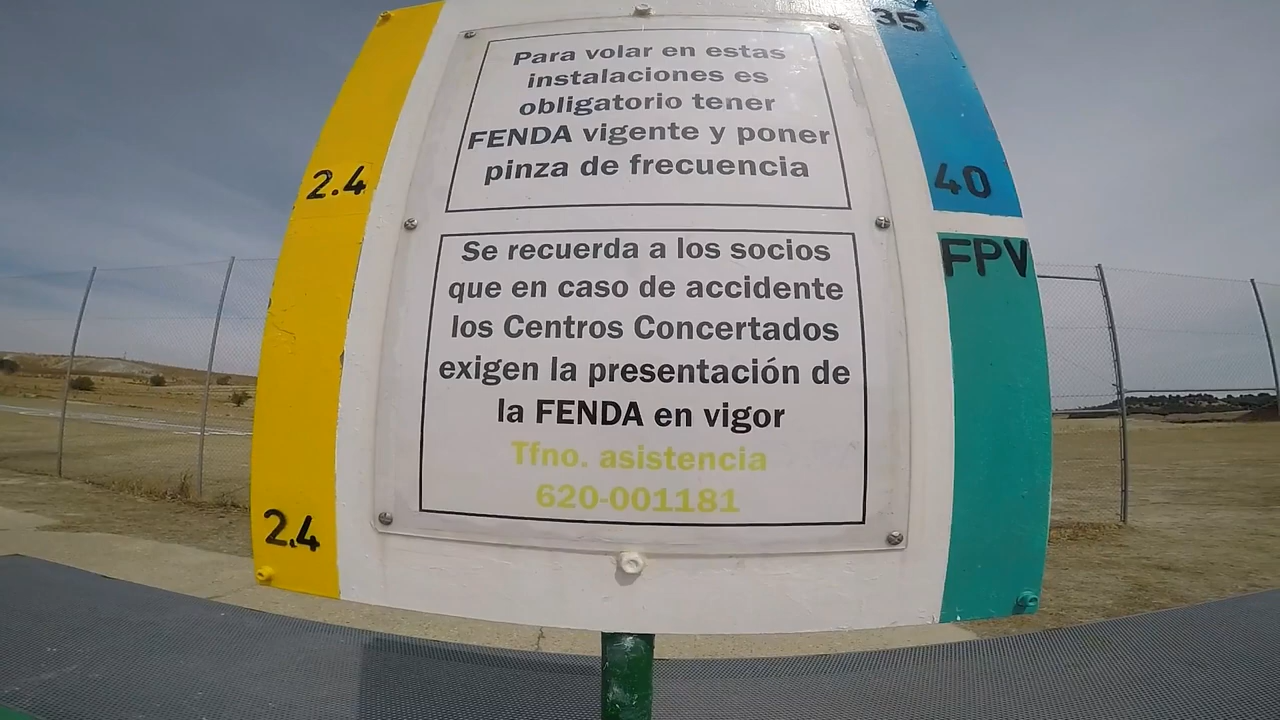 35
Para volar en estas
instalaciones es
obligatorio tener
FENDA vigente y poner
pinza de frecuencia
2.4
40
Se recuerda a los socios
que en caso de accidente
los Centros Concertados
exigen la presentación de
la FENDA en vigor
Tfno. asistencia
620-001181
FPV
2.4